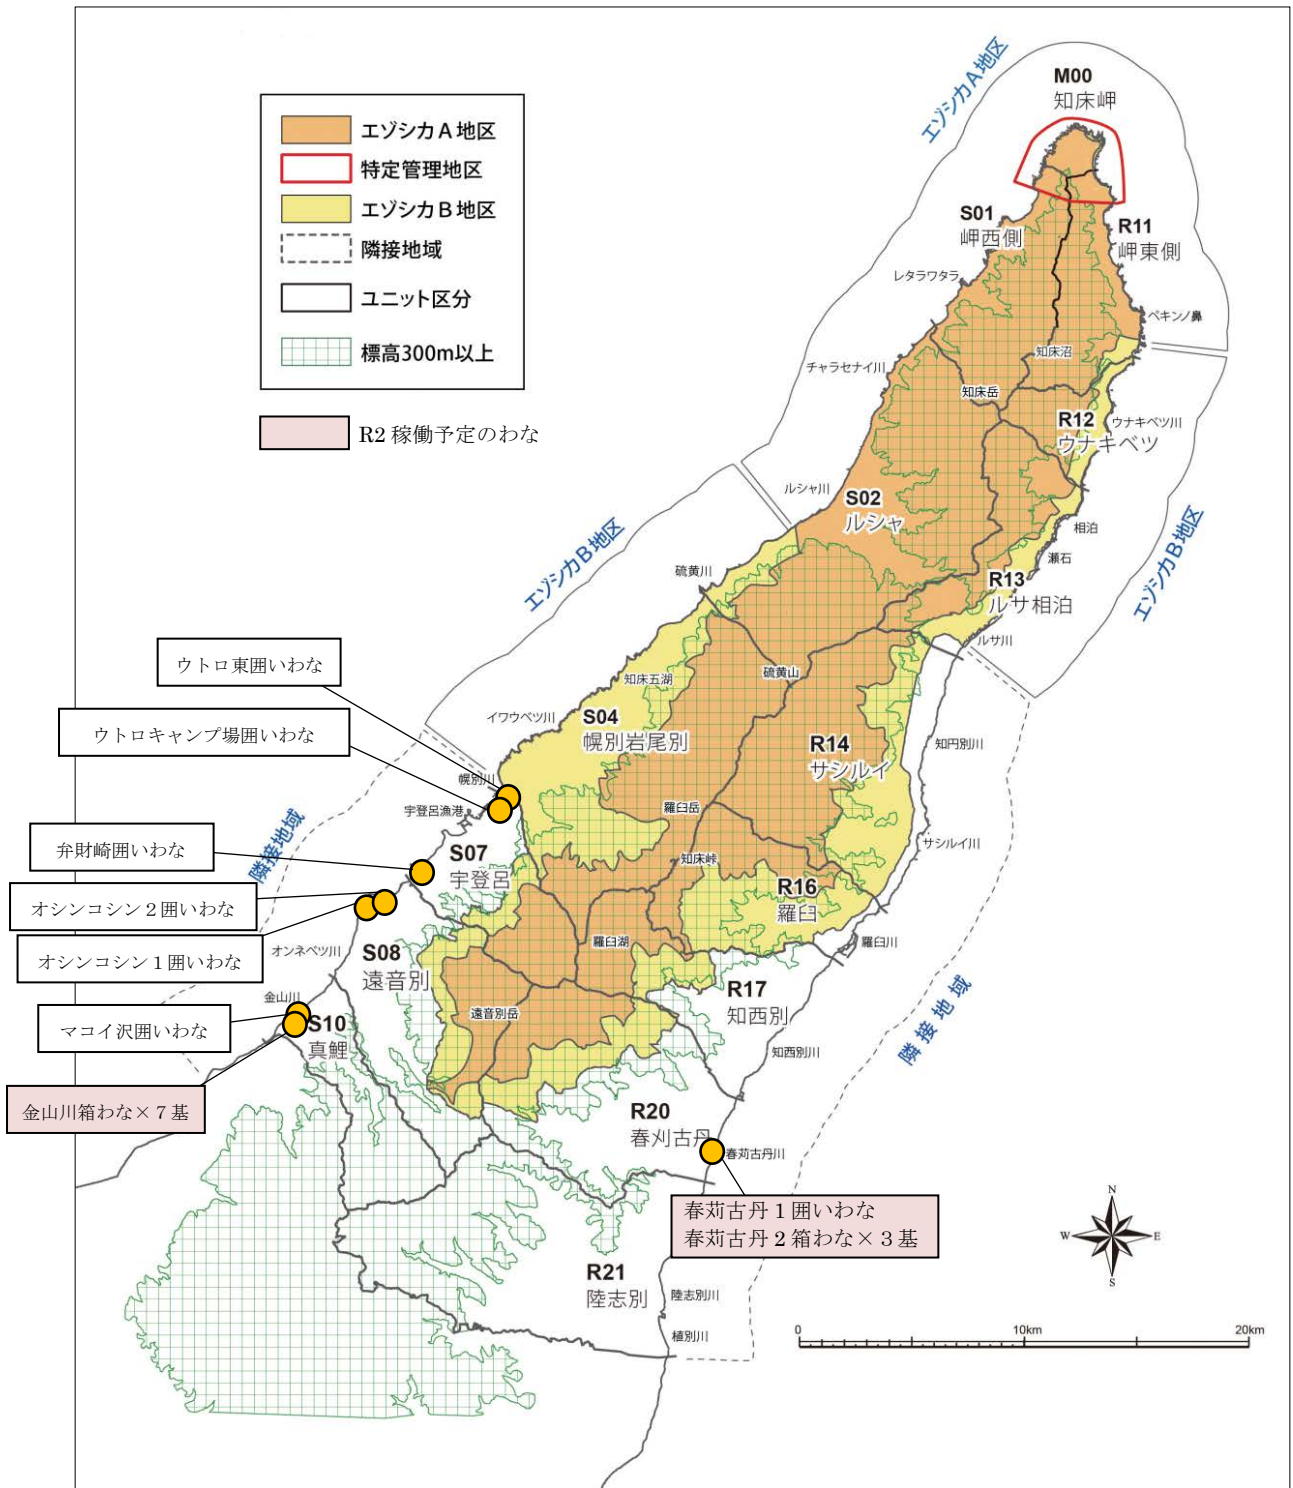 エゾシカA地区
特定管理地区
エゾシカB地区
隣接地域
ユニット区分
標高300m以上
R2 稼働予定のわな
エゾシカA地区
M00
知床岬
S01
岬西側
R11
岬東側
レタラワタラ
ペキンノ鼻
知床沼
チャラセナイ川
知床岳
R12
ウナキベツ
ウナキベツ川
ルシャ川
S02
ルシャ
相泊
瀬石
エゾシカB地区
エゾシカB地区
硫黄川
R13
ルサ相泊
ルサ川
ウトロ東囲いわな
知床五湖
硫黄山
イワウベツ川
S04
幌別岩尾別
ウトロキャンプ場囲いわな
R14
サシルイ
知円別川
幌別川
宇登呂漁港
羅臼岳
隣接地域
弁財崎囲いわな
S07
宇登呂
知床峠
サシルイ川
R16
羅臼
オシンコシン２囲いわな
オシンコシン１囲いわな
オンネベツ川
S08
遠音別
羅臼湖
羅臼川
金山川
R17
知西別
隣接地域
マコイ沢囲いわな
S10
真鯉
遠音別岳
知西別川
金山川箱わな×７基
R20
春刈古丹
春苅古丹川
春苅古丹１囲いわな
春苅古丹２箱わな×３基
N
W
E
S
R21
陸志別
陸志別川
植別川
0
10km
20km